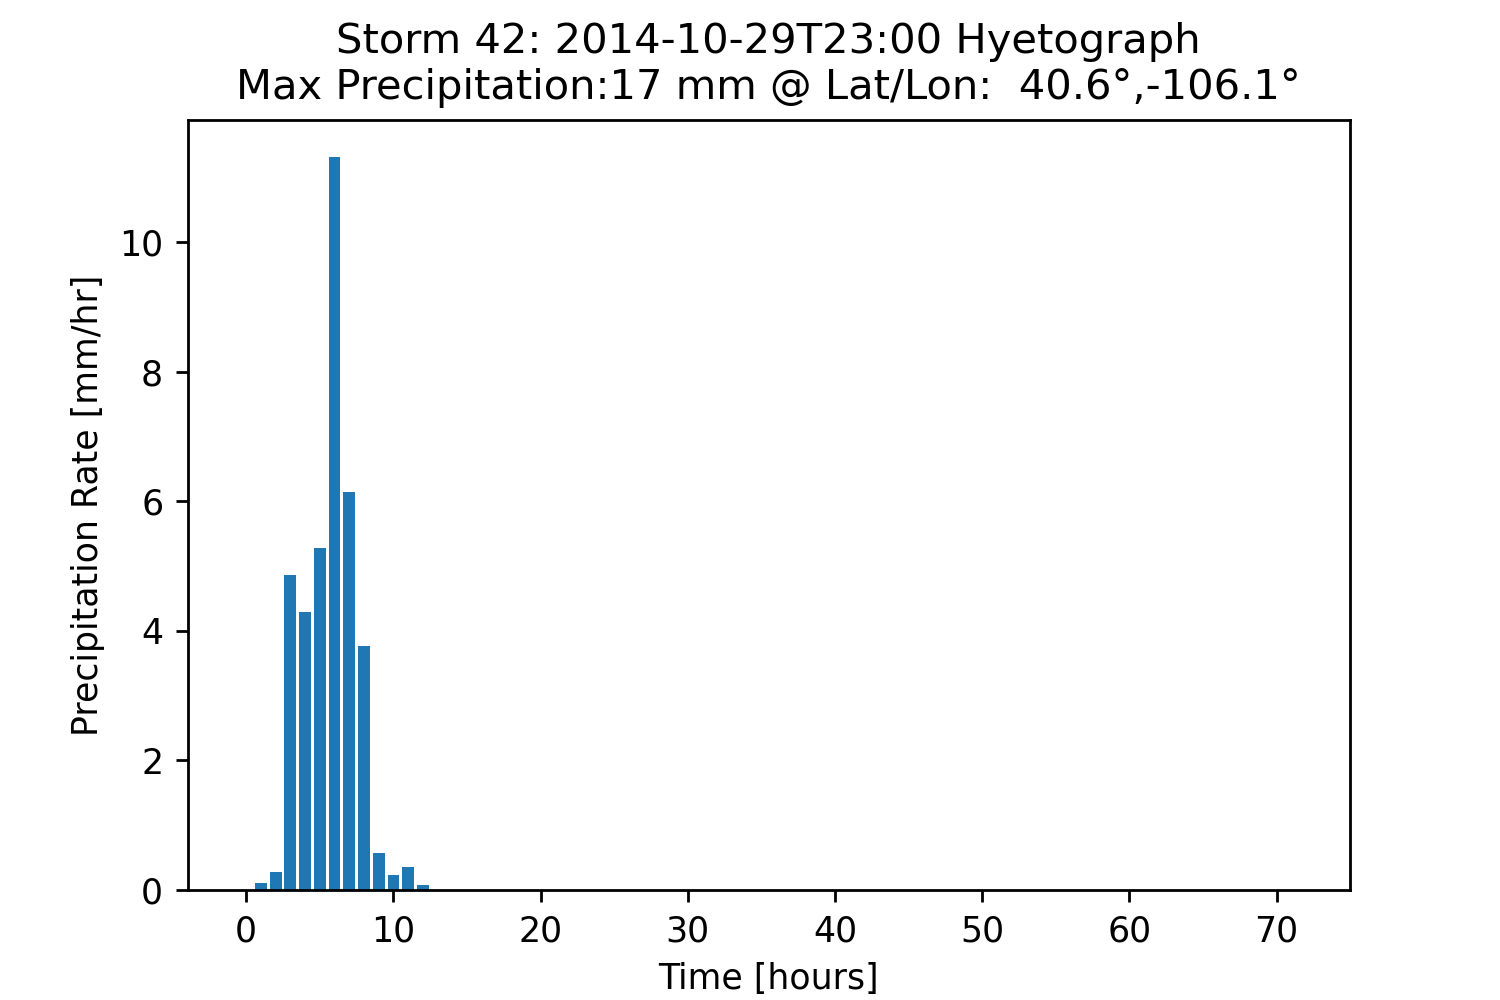 Storm 42: 2014-10-29T23:00 Hyetograph
Max Precipitation:17 mm @ Lat/Lon:  40.6°,-106.1°
Precipitation Rate [mm/hr]
10
8
6
4
2
0
0 10 20 30 40 50 60 70
Time [hours]